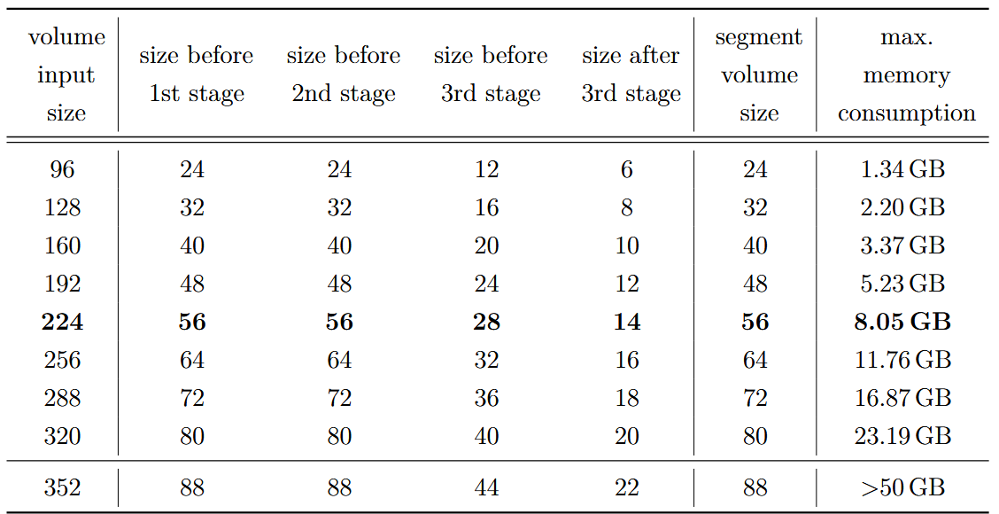 volume input size | size before 1st stage | size before 2nd stage | size before 3rd stage | size after 3rd stage | segment volume size | max. memory consumption
96 24 24 12 6 24 1.34 GB
128 32 32 16 8 32 2.20 GB
160 40 40 20 10 40 3.37 GB
192 48 48 24 12 48 5.23 GB
224 56 56 28 14 56 8.05 GB
256 64 64 32 16 64 11.76 GB
288 72 72 36 18 72 16.87 GB
320 80 80 40 20 80 23.19 GB
352 88 88 44 22 88 >50 GB